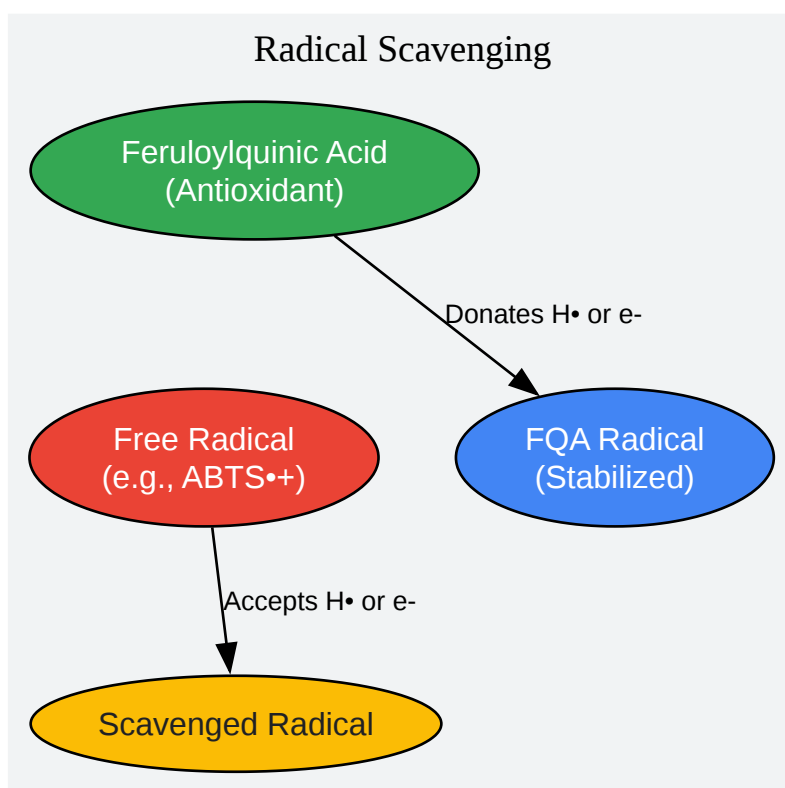 Radical Scavenging
Feruloylquinic Acid
(Antioxidant)
Donates H• or e-
Free Radical
(e.g., ABTS•+)
FQA Radical
(Stabilized)
Accepts H• or e-
Scavenged Radical